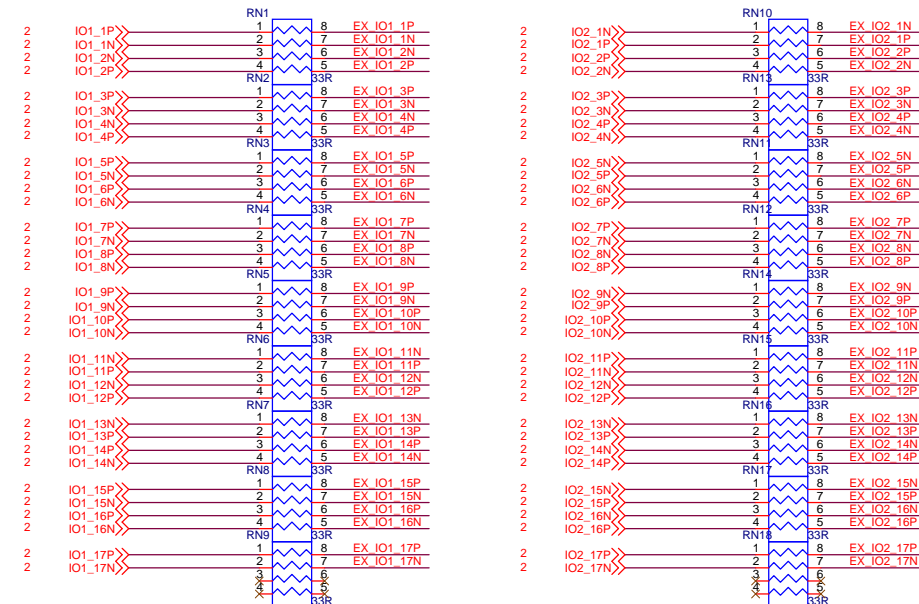 RN1
2 IO1_1P 1 8 EX_IO1_1P
2 IO1_1N 2 7 EX_IO1_1N
2 IO1_2N 3 6 EX_IO1_2N
2 IO1_2P 4 5 EX_IO1_2P
RN2 33R
2 IO1_3P 1 8 EX_IO1_3P
2 IO1_3N 2 7 EX_IO1_3N
2 IO1_4N 3 6 EX_IO1_4N
2 IO1_4P 4 5 EX_IO1_4P
RN3 33R
2 IO1_5P 1 8 EX_IO1_5P
2 IO1_5N 2 7 EX_IO1_5N
2 IO1_6P 3 6 EX_IO1_6P
2 IO1_6N 4 5 EX_IO1_6N
RN4 33R
2 IO1_7P 1 8 EX_IO1_7P
2 IO1_7N 2 7 EX_IO1_7N
2 IO1_8P 3 6 EX_IO1_8P
2 IO1_8N 4 5 EX_IO1_8N
RN5 33R
2 IO1_9P 1 8 EX_IO1_9P
2 IO1_9N 2 7 EX_IO1_9N
2 IO1_10P 3 6 EX_IO1_10P
2 IO1_10N 4 5 EX_IO1_10N
RN6 33R
2 IO1_11N 1 8 EX_IO1_11N
2 IO1_11P 2 7 EX_IO1_11P
2 IO1_12N 3 6 EX_IO1_12N
2 IO1_12P 4 5 EX_IO1_12P
RN7 33R
2 IO1_13N 1 8 EX_IO1_13N
2 IO1_13P 2 7 EX_IO1_13P
2 IO1_14P 3 6 EX_IO1_14P
2 IO1_14N 4 5 EX_IO1_14N
RN8 33R
2 IO1_15P 1 8 EX_IO1_15P
2 IO1_15N 2 7 EX_IO1_15N
2 IO1_16P 3 6 EX_IO1_16P
2 IO1_16N 4 5 EX_IO1_16N
RN9 33R
2 IO1_17P 1 8 EX_IO1_17P
2 IO1_17N 2 7 EX_IO1_17N
3 6
4 5
33R
RN10
2 IO2_1N 1 8 EX_IO2_1N
2 IO2_1P 2 7 EX_IO2_1P
2 IO2_2P 3 6 EX_IO2_2P
2 IO2_2N 4 5 EX_IO2_2N
RN13 33R
2 IO2_3P 1 8 EX_IO2_3P
2 IO2_3N 2 7 EX_IO2_3N
2 IO2_4P 3 6 EX_IO2_4P
2 IO2_4N 4 5 EX_IO2_4N
RN11 33R
2 IO2_5N 1 8 EX_IO2_5N
2 IO2_5P 2 7 EX_IO2_5P
2 IO2_6N 3 6 EX_IO2_6N
2 IO2_6P 4 5 EX_IO2_6P
RN12 33R
2 IO2_7P 1 8 EX_IO2_7P
2 IO2_7N 2 7 EX_IO2_7N
2 IO2_8N 3 6 EX_IO2_8N
2 IO2_8P 4 5 EX_IO2_8P
RN14 33R
2 IO2_9N 1 8 EX_IO2_9N
2 IO2_9P 2 7 EX_IO2_9P
2 IO2_10P 3 6 EX_IO2_10P
2 IO2_10N 4 5 EX_IO2_10N
RN15 33R
2 IO2_11P 1 8 EX_IO2_11P
2 IO2_11N 2 7 EX_IO2_11N
2 IO2_12N 3 6 EX_IO2_12N
2 IO2_12P 4 5 EX_IO2_12P
RN16 33R
2 IO2_13N 1 8 EX_IO2_13N
2 IO2_13P 2 7 EX_IO2_13P
2 IO2_14N 3 6 EX_IO2_14N
2 IO2_14P 4 5 EX_IO2_14P
RN17 33R
2 IO2_15N 1 8 EX_IO2_15N
2 IO2_15P 2 7 EX_IO2_15P
2 IO2_16N 3 6 EX_IO2_16N
2 IO2_16P 4 5 EX_IO2_16P
RN18 33R
2 IO2_17P 1 8 EX_IO2_17P
2 IO2_17N 2 7 EX_IO2_17N
3 6
4 5
33R